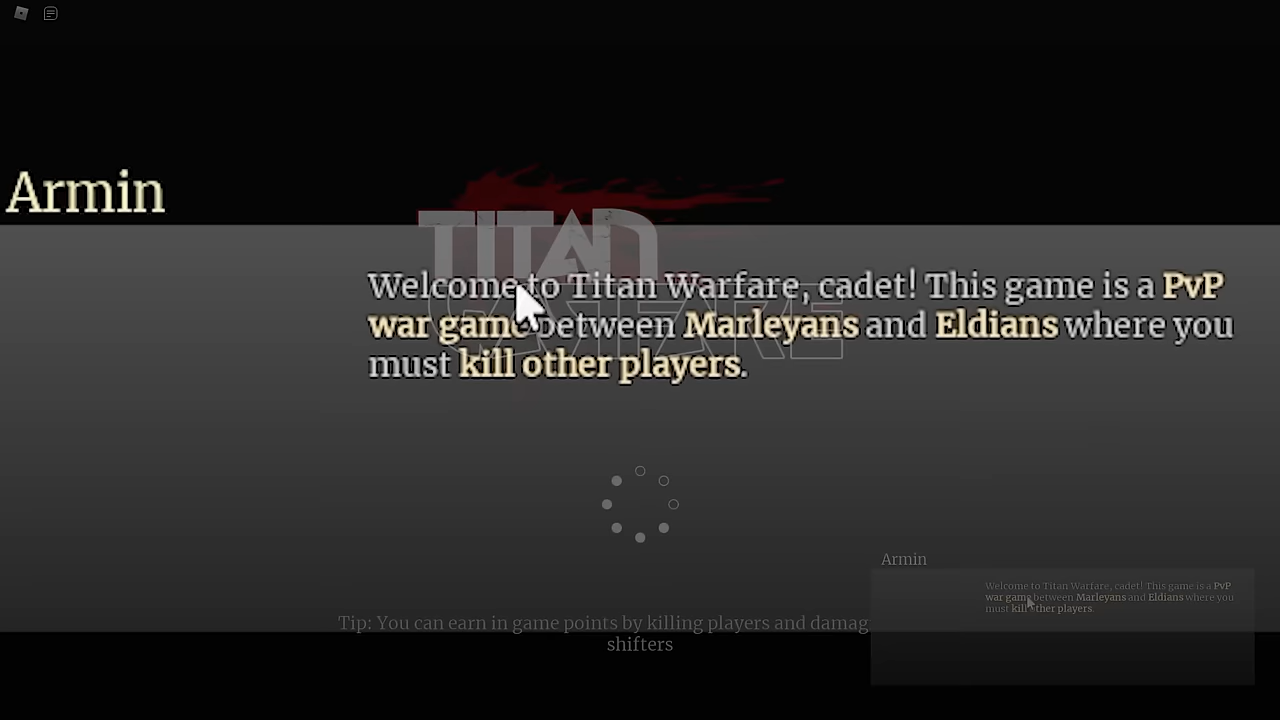 Armin
TITAN
WARFARE
Welcome to Titan Warfare, cadet! This game is a PvP
war game between Marleyans and Eldians where you
must kill other players.
Armin
Welcome to Titan Warfare, cadet! This game is a PvP
war game between Marleyans and Eldians where you
must kill other players.
Tip: You can earn in game points by killing players and damag
shifters